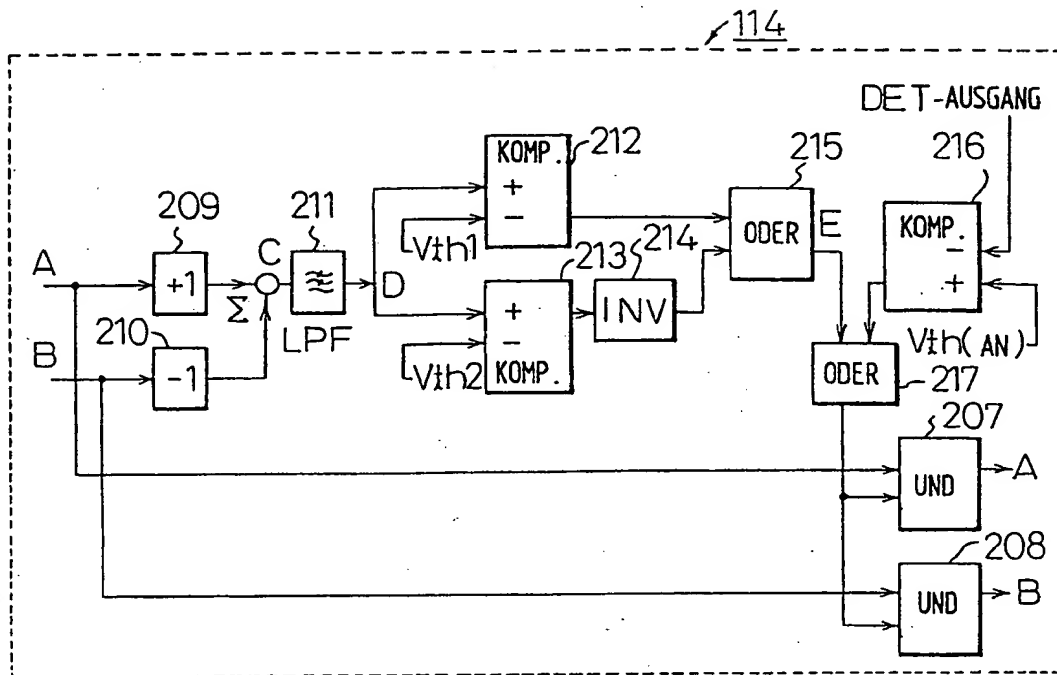 114
DET-AUSGANG
KOMP.
212
+
-
Vth1
215
ODER
E
216
KOMP.
-
+
Vth(AN)
209
211
A
+1
C
Σ
LPF
D
210
B
-1
213
214
+
-
KOMP.
Vth2
INV
ODER
217
207
UND
A
208
UND
B